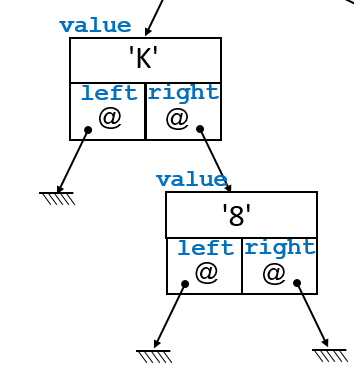 value
'K'
left right
@ @
value
'8'
left right
@ @